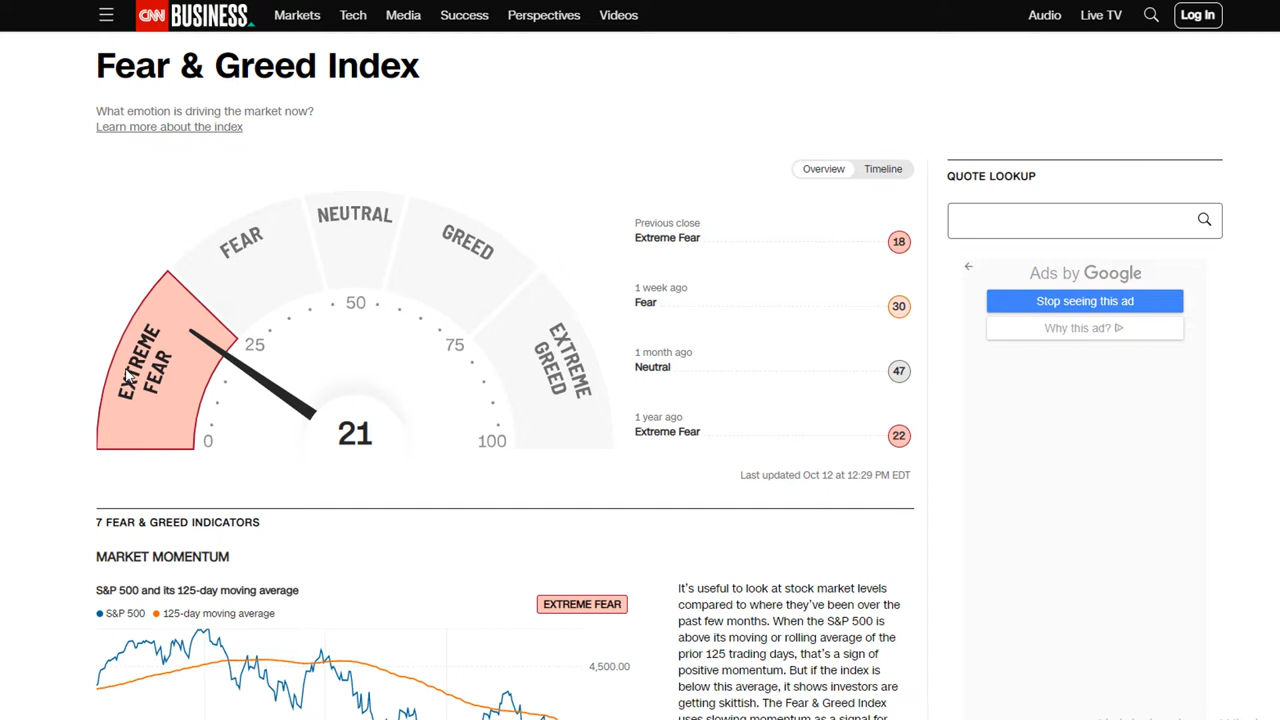 CNN BUSINESS Markets Tech Media Success Perspectives Videos Audio Live TV Log In
Fear & Greed Index
What emotion is driving the market now?
Learn more about the index
Overview Timeline
EXTREME FEAR
FEAR
NEUTRAL
GREED
EXTREME GREED
0
25
50
75
100
21
Previous close
Extreme Fear 18
1 week ago
Fear 30
1 month ago
Neutral 47
1 year ago
Extreme Fear 22
Last updated Oct 12 at 12:29 PM EDT
QUOTE LOOKUP
Ads by Google
Stop seeing this ad
Why this ad?
7 FEAR & GREED INDICATORS
MARKET MOMENTUM
S&P 500 and its 125-day moving average
S&P 500 125-day moving average
EXTREME FEAR
4,500.00
It's useful to look at stock market levels
compared to where they've been over the
past few months. When the S&P 500 is
above its moving or rolling average of the
prior 125 trading days, that's a sign of
positive momentum. But if the index is
below this average, it shows investors are
getting skittish. The Fear & Greed Index
uses slowing momentum as a signal for